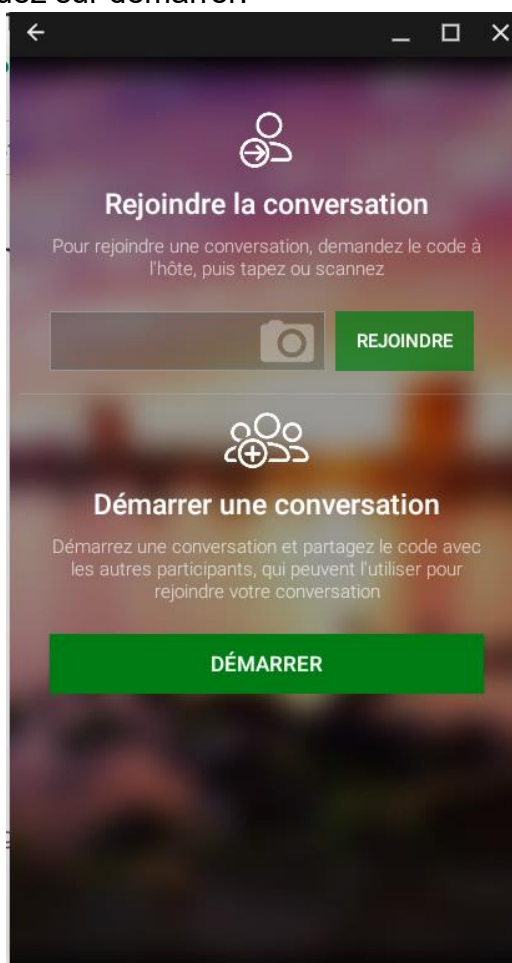 sur démarrer.
Rejoindre la conversation
Pour rejoindre une conversation, demandez le code à
l'hôte, puis tapez ou scannez
REJOINDRE
Démarrer une conversation
Démarrez une conversation et partagez le code avec
les autres participants, qui peuvent l'utiliser pour
rejoindre votre conversation
DÉMARRER